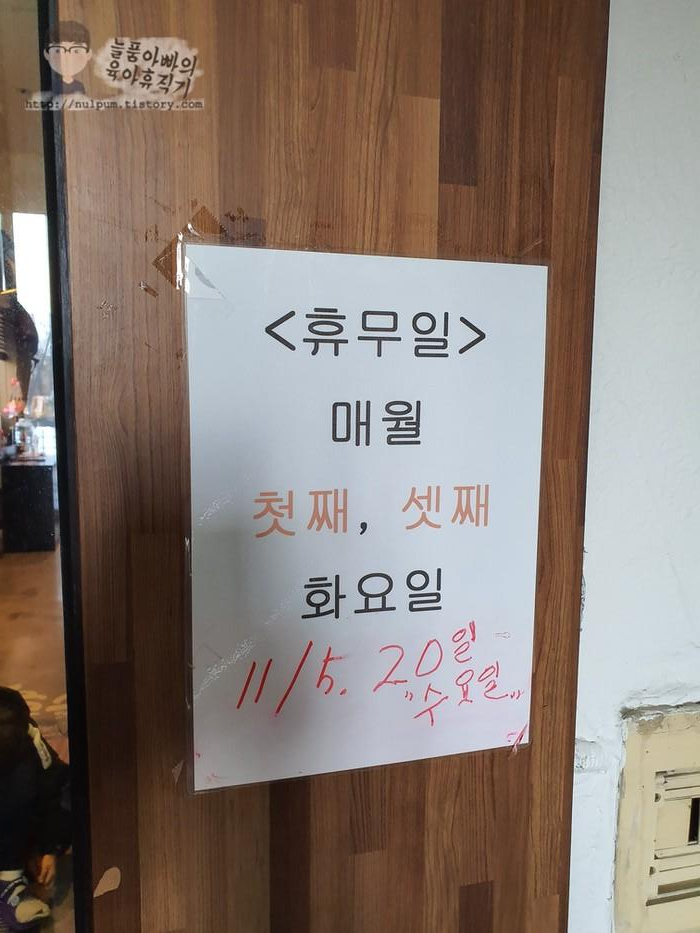 늘품아빠의
육아휴직기
http://nulpum.tistory.com
<휴무일>
매월
첫째, 셋째
화요일
11/5. 20일
"수요일"